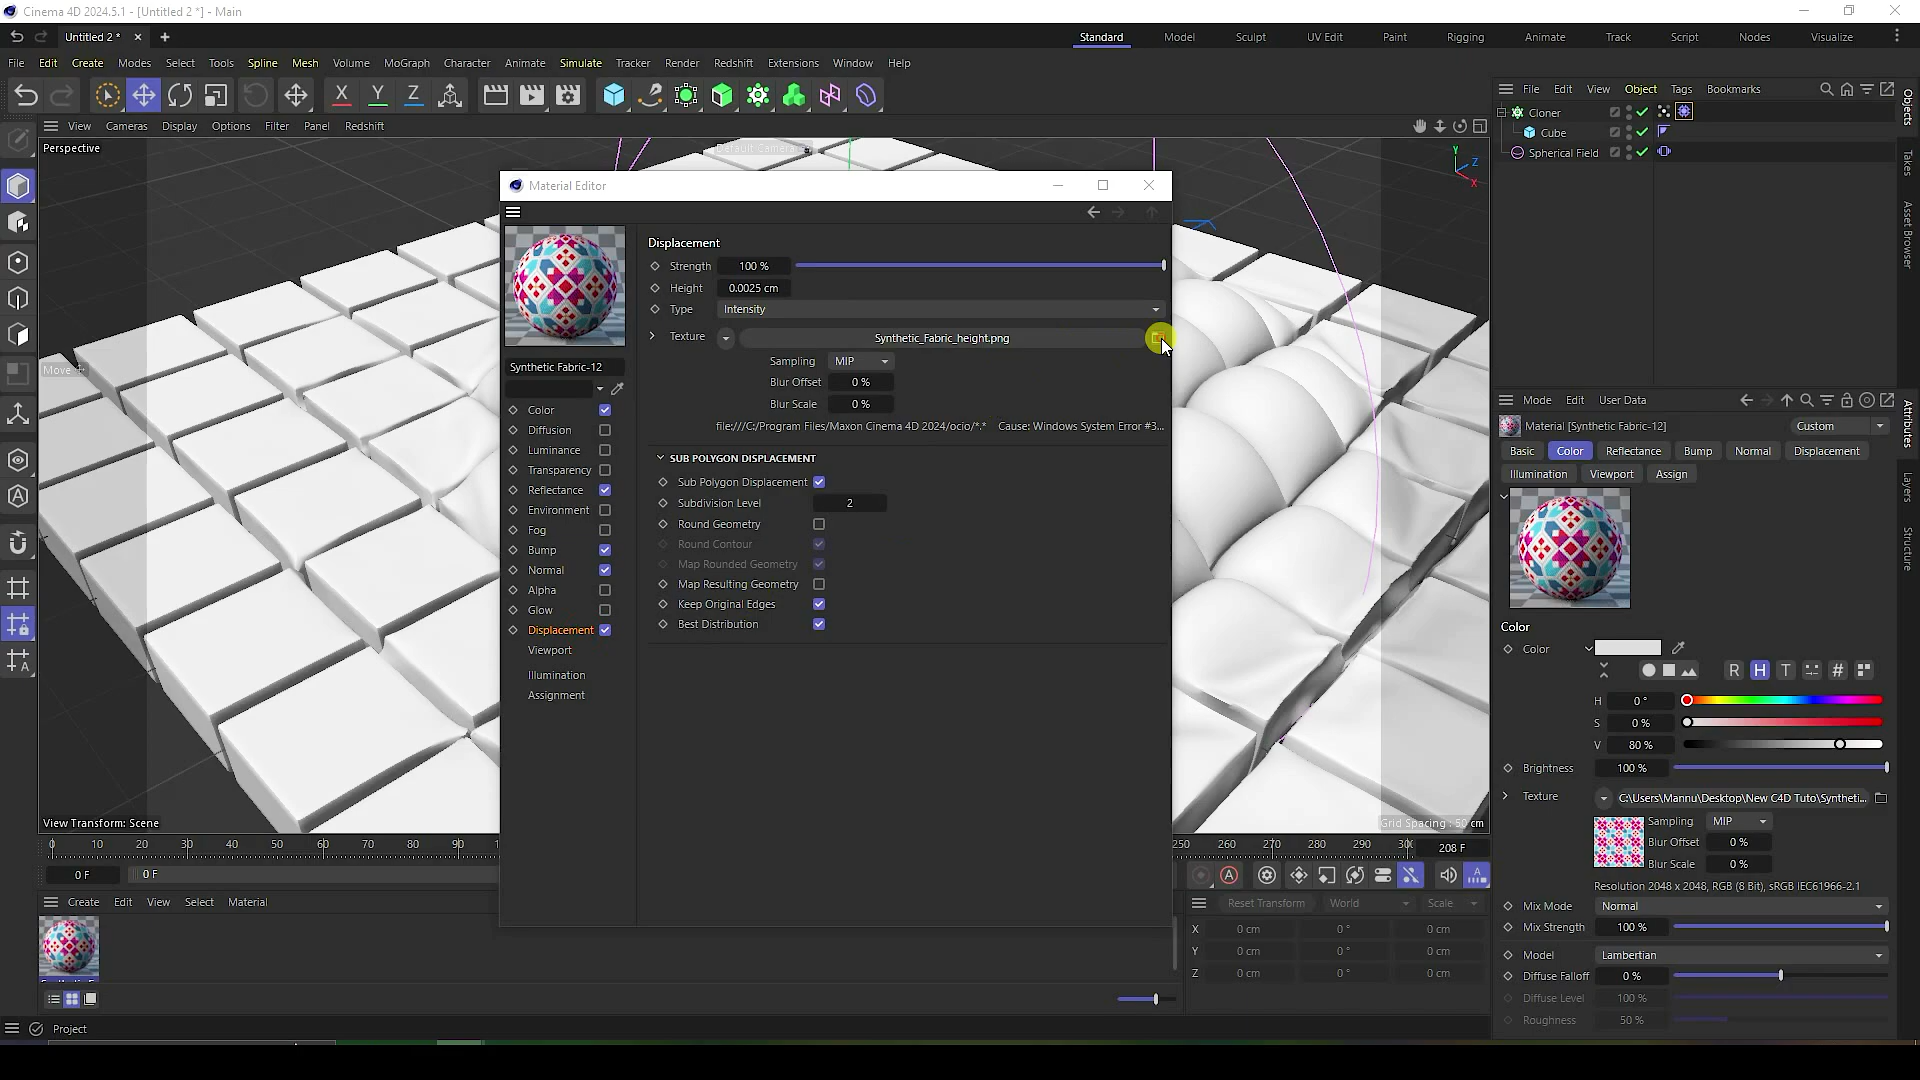 Cinema 4D 2024.5.1 - [Untitled 2 *] - Main
Untitled 2 *
Standard Model Sculpt UV Edit Paint Rigging Animate Track Script Nodes Visualize
File Edit Create Modes Select Tools Spline Mesh Volume MoGraph Character Animate Simulate Tracker Render Redshift Extensions Window Help
X Y Z
File Edit View Object Tags Bookmarks
Cloner
Cube
Spherical Field
Objects
Takes
Asset Browser
View Cameras Display Options Filter Panel Redshift
Perspective
Default Camera
Y
Z
X
Move
Material Editor
Displacement
Strength 100 %
Height 0.0025 cm
Type Intensity
Texture Synthetic_Fabric_height.png
Sampling MIP
Blur Offset 0 %
Blur Scale 0 %
file:///C:/Program Files/Maxon Cinema 4D 2024/ocio/*.* Cause: Windows System Error #3...
SUB POLYGON DISPLACEMENT
Sub Polygon Displacement
Subdivision Level 2
Round Geometry
Round Contour
Map Rounded Geometry
Map Resulting Geometry
Keep Original Edges
Best Distribution
Synthetic Fabric-12
Color
Diffusion
Luminance
Transparency
Reflectance
Environment
Fog
Bump
Normal
Alpha
Glow
Displacement
Viewport
Illumination
Assignment
Mode Edit User Data
Material [Synthetic Fabric-12] Custom
Basic Color Reflectance Bump Normal Displacement
Illumination Viewport Assign
Attributes
Layers
Structure
Color
Color
R H T #
H 0 °
S 0 %
V 80 %
Brightness 100 %
Texture C:\Users\Mannu\Desktop\New C4D Tuto\Syntheti...
Sampling MIP
Blur Offset 0 %
Blur Scale 0 %
Resolution 2048 x 2048, RGB (8 Bit), sRGB IEC61966-2.1
Mix Mode Normal
Mix Strength 100 %
Model Lambertian
Diffuse Falloff 0 %
Diffuse Level 100 %
Roughness 50 %
View Transform: Scene
Grid Spacing : 50 cm
0 10 20 30 40 50 60 70 80 90 250 260 270 280 290 208 F
0 F 0 F
Create Edit View Select Material
Reset Transform World Scale
X 0 cm 0 ° 0 cm
Y 0 cm 0 ° 0 cm
Z 0 cm 0 ° 0 cm
Project